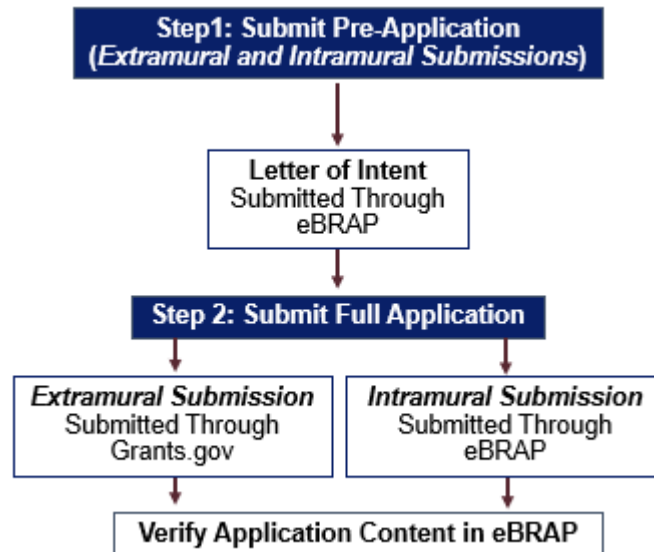 Step1: Submit Pre-Application
(Extramural and Intramural Submissions)
Letter of Intent
Submitted Through
eBRAP
Step 2: Submit Full Application
Extramural Submission
Submitted Through
Grants.gov
Intramural Submission
Submitted Through
eBRAP
Verify Application Content in eBRAP